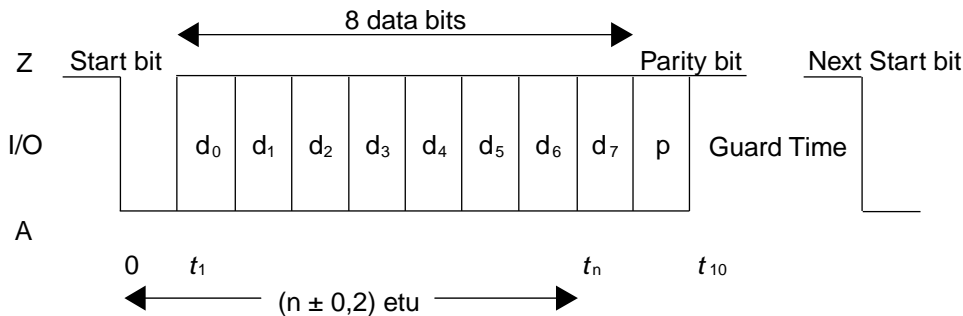 8 data bits
Z Start bit Parity bit Next Start bit
I/O d0 d1 d2 d3 d4 d5 d6 d7 p Guard Time
A
0 t1 tn t10
(n ± 0,2) etu